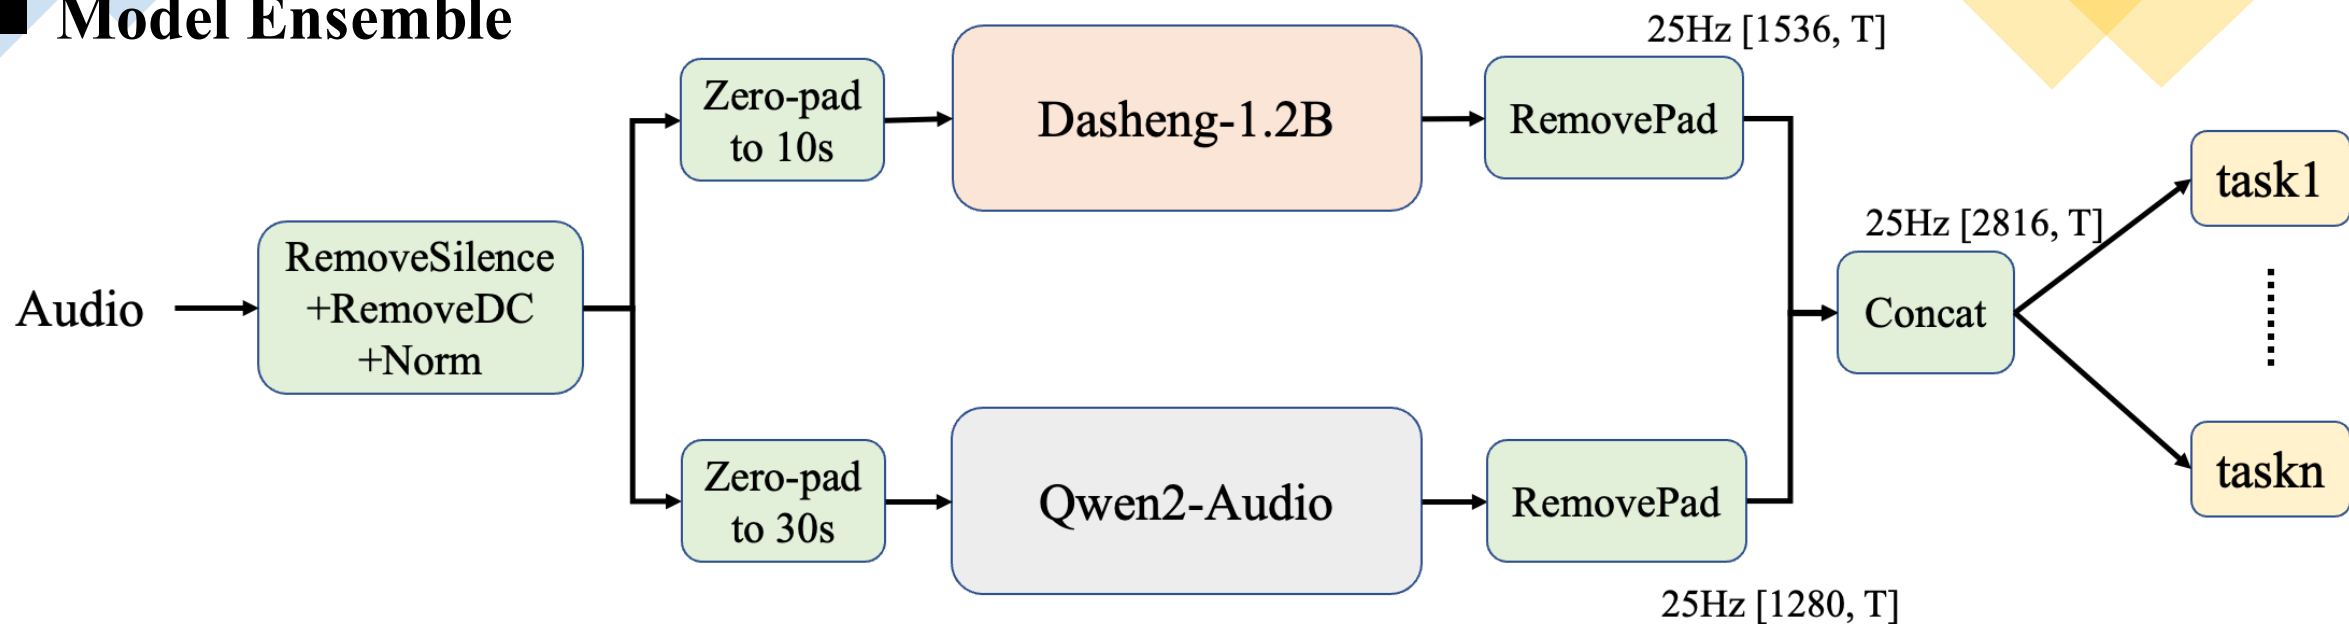 Model Ensemble
25Hz [1536, T]
Zero-pad
to 10s
Dasheng-1.2B
RemovePad
Audio
RemoveSilence
+RemoveDC
+Norm
Zero-pad
to 30s
Qwen2-Audio
RemovePad
25Hz [1280, T]
25Hz [2816, T]
Concat
task1
taskn